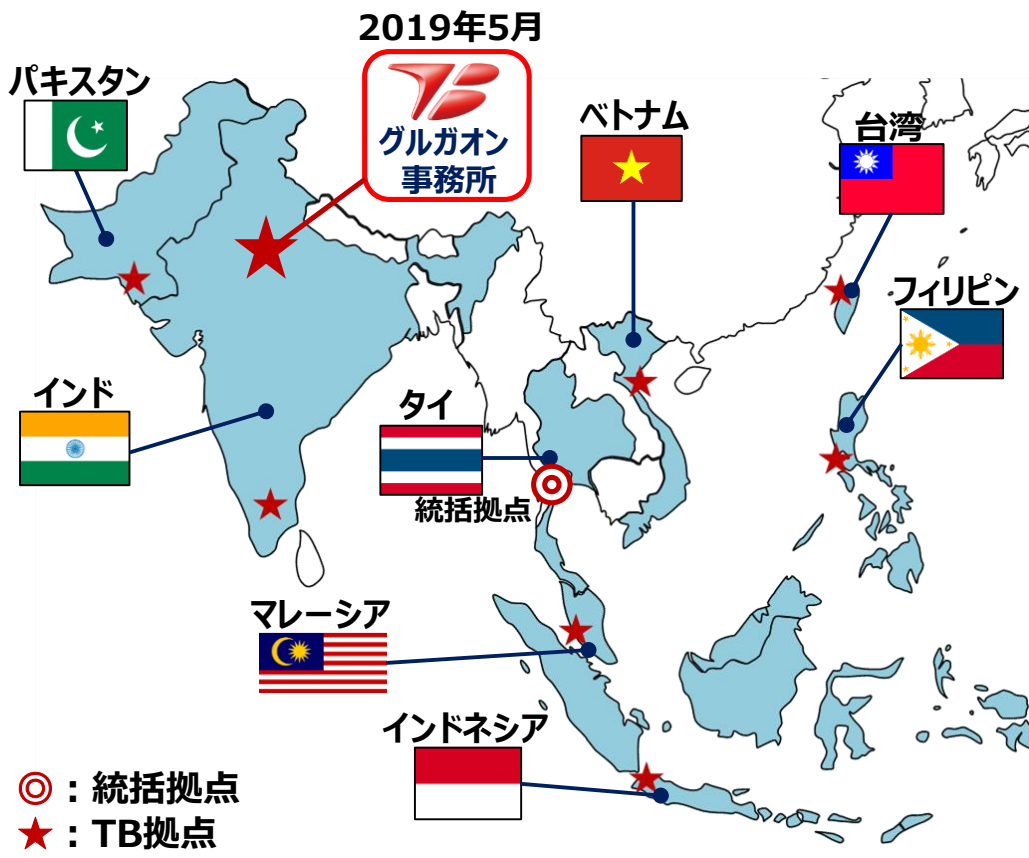 2019年5月
TB
グルガオン
事務所
パキスタン
ベトナム
台湾
フィリピン
インド
タイ
統括拠点
マレーシア
インドネシア
◎：統括拠点
★：TB拠点